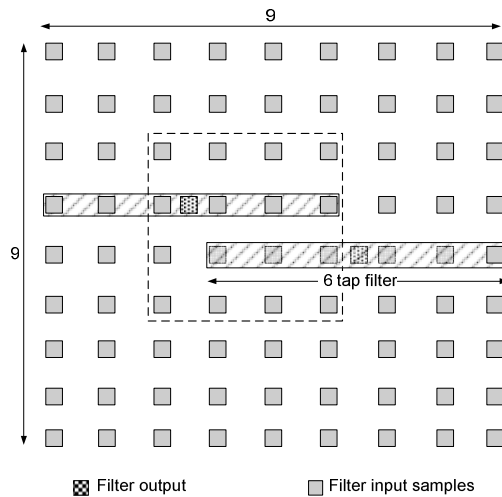 9
9
6 tap filter
Filter output
Filter input samples